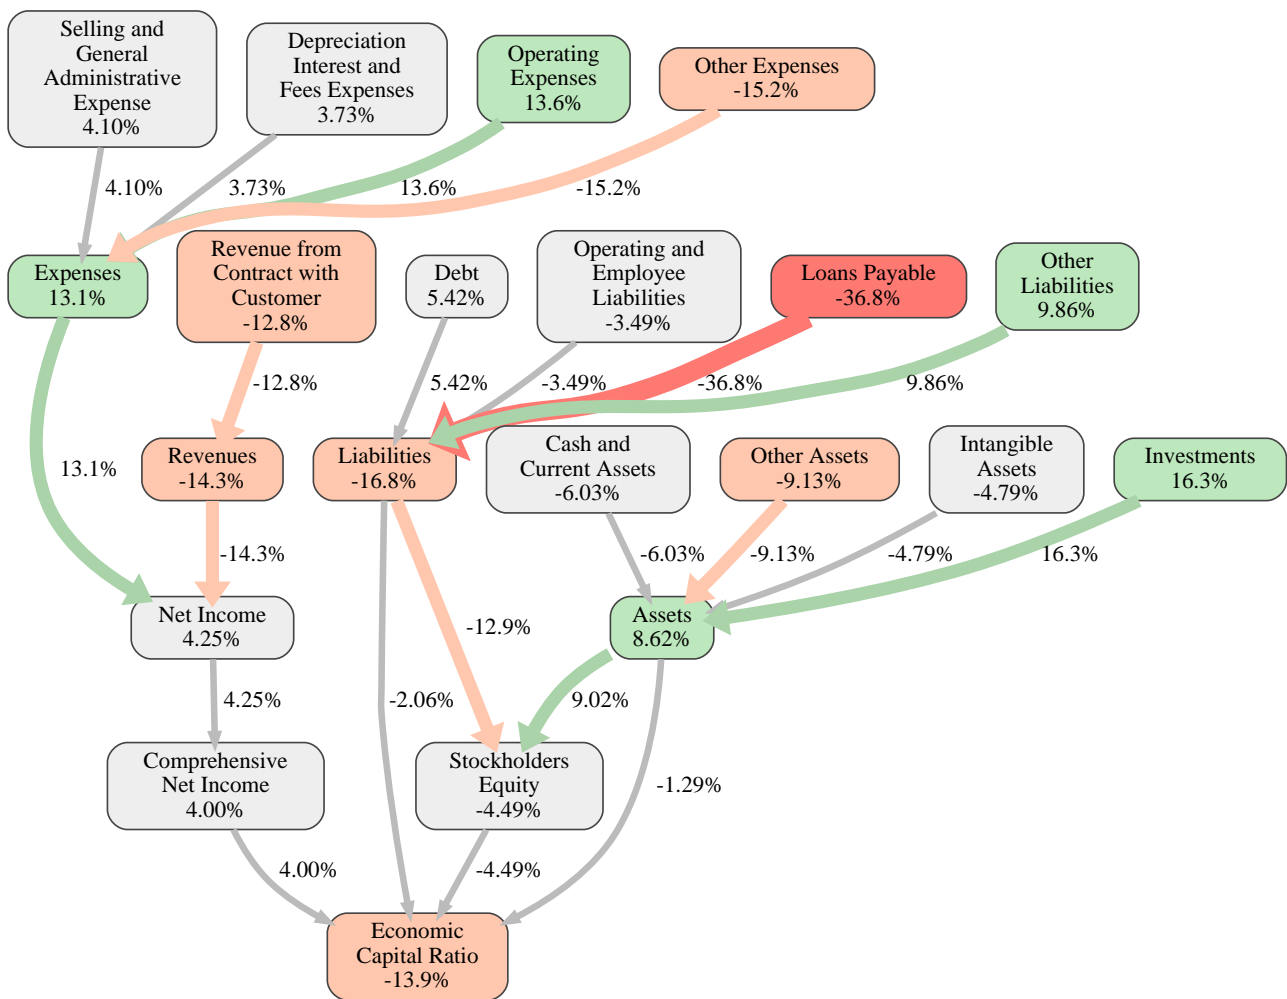 Selling and
General
Administrative
Expense
4.10%
Depreciation
Interest and
Fees Expenses
3.73%
Operating
Expenses
13.6%
Other Expenses
-15.2%
4.10%
3.73%
13.6%
-15.2%
Expenses
13.1%
Revenue from
Contract with
Customer
-12.8%
Debt
5.42%
Operating and
Employee
Liabilities
-3.49%
Loans Payable
-36.8%
Other
Liabilities
9.86%
-12.8%
5.42%
-3.49%
-36.8%
9.86%
13.1%
Revenues
-14.3%
Liabilities
-16.8%
Cash and
Current Assets
-6.03%
Other Assets
-9.13%
Intangible
Assets
-4.79%
Investments
16.3%
-14.3%
-6.03%
-9.13%
-4.79%
16.3%
Net Income
4.25%
-12.9%
Assets
8.62%
4.25%
-2.06%
9.02%
Comprehensive
Net Income
4.00%
Stockholders
Equity
-4.49%
-1.29%
4.00%
-4.49%
Economic
Capital Ratio
-13.9%